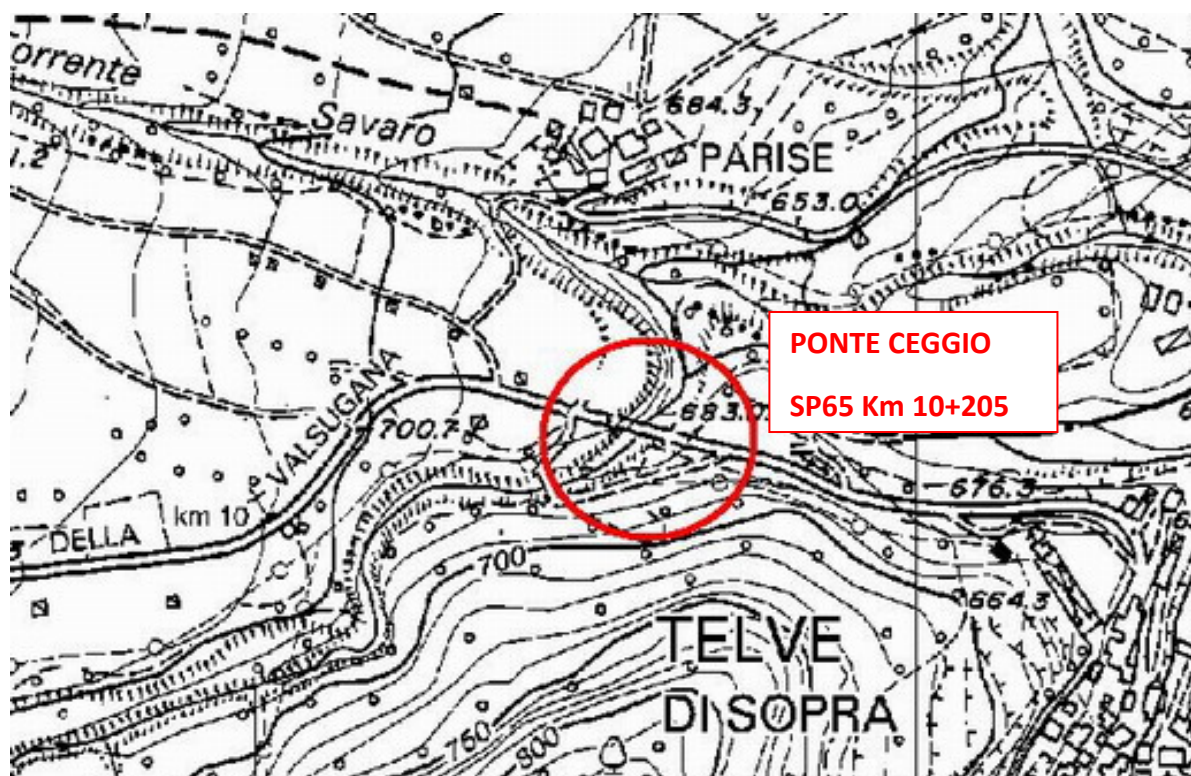 orrente
Savaro
684.3
PARISE
653.0
PONTE CEGGIO
SP65 Km 10+205
683.0
700.7
VALSUGANA
676.3
km 10
DELLA
700
664.3
TELVE
DI SOPRA
750
800